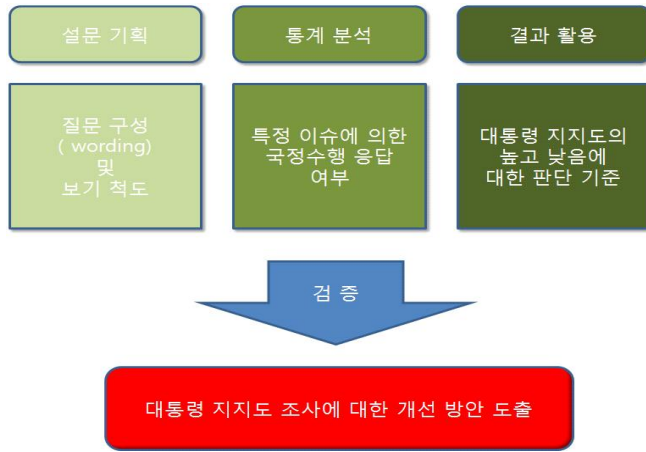 설문 기획
통계 분석
결과 활용
질문 구성
( wording)
및
보기 척도
특정 이슈에 의한
국정수행 응답
여부
대통령 지지도의
높고 낮음에
대한 판단 기준
검 증
대통령 지지도 조사에 대한 개선 방안 도출